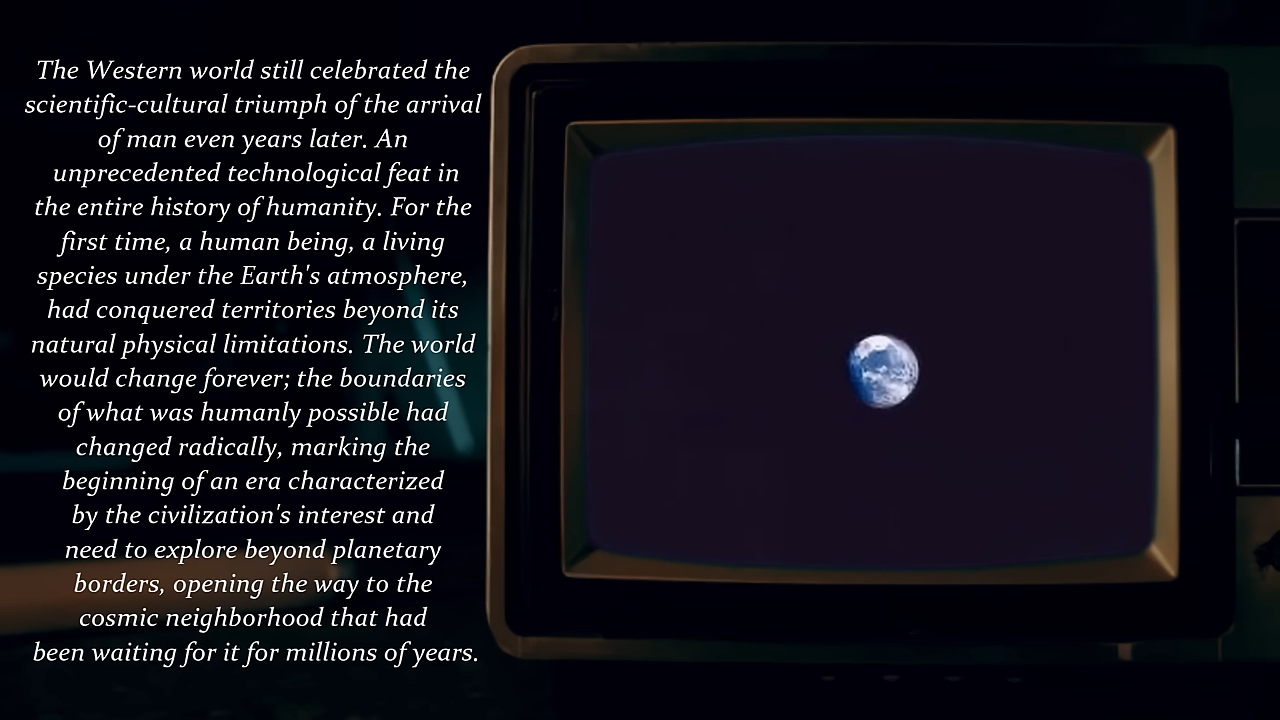 The Western world still celebrated the
scientific-cultural triumph of the arrival
of man even years later. An
unprecedented technological feat in
the entire history of humanity. For the
first time, a human being, a living
species under the Earth's atmosphere,
had conquered territories beyond its
natural physical limitations. The world
would change forever; the boundaries
of what was humanly possible had
changed radically, marking the
beginning of an era characterized
by the civilization's interest and
need to explore beyond planetary
borders, opening the way to the
cosmic neighborhood that had
been waiting for it for millions of years.